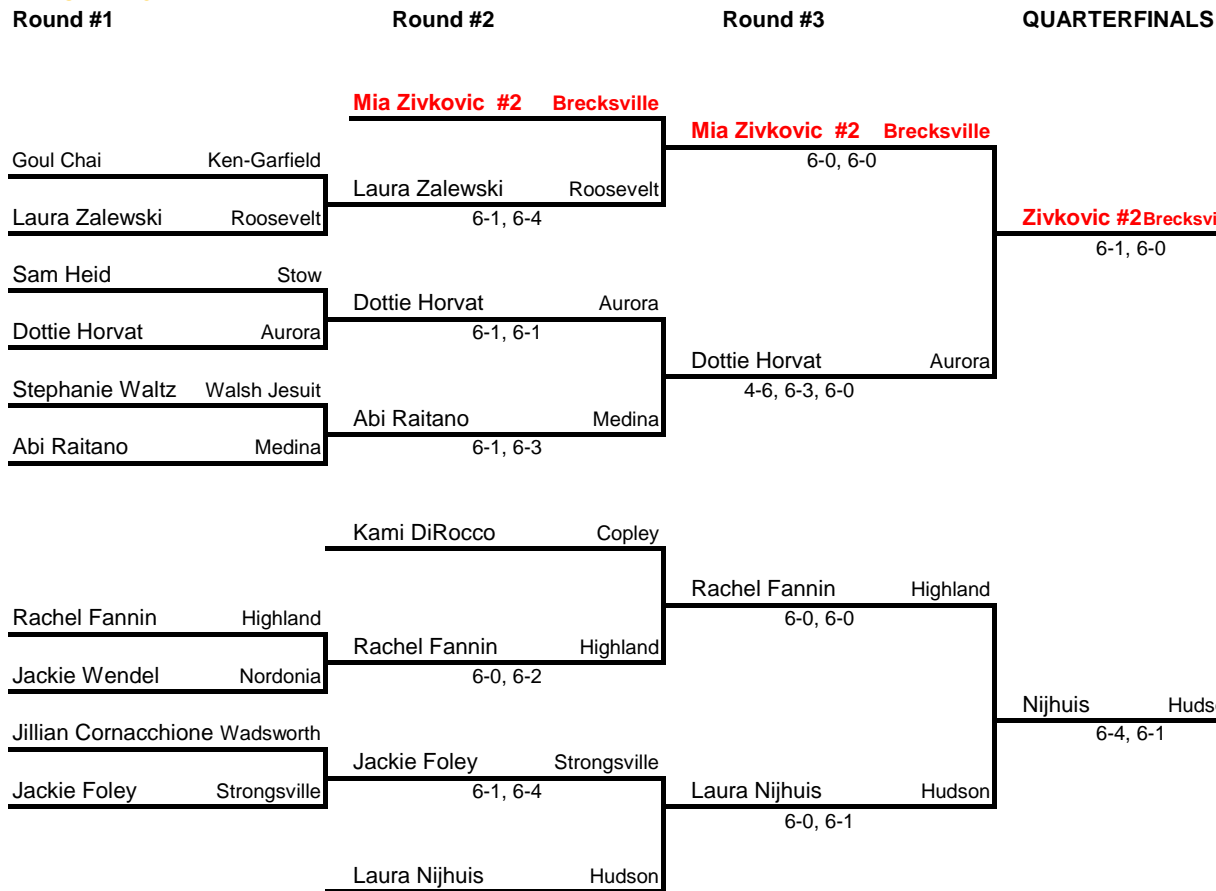 Round #1 Round #2 Round #3 QUARTERFINALS
Mia Zivkovic #2 Brecksville
Mia Zivkovic #2 Brecksville
Goul Chai Ken-Garfield 6-0, 6-0
Laura Zalewski Roosevelt
Laura Zalewski Roosevelt 6-1, 6-4 Zivkovic #2 Brecksvi
6-1, 6-0
Sam Heid Stow
Dottie Horvat Aurora
Dottie Horvat Aurora 6-1, 6-1
Dottie Horvat Aurora
Stephanie Waltz Walsh Jesuit 4-6, 6-3, 6-0
Abi Raitano Medina
Abi Raitano Medina 6-1, 6-3
Kami DiRocco Copley
Rachel Fannin Highland
Rachel Fannin Highland 6-0, 6-0
Rachel Fannin Highland
Jackie Wendel Nordonia 6-0, 6-2
Nijhuis Huds
Jillian Cornacchione Wadsworth 6-4, 6-1
Jackie Foley Strongsville
Jackie Foley Strongsville 6-1, 6-4 Laura Nijhuis Hudson
6-0, 6-1
Laura Nijhuis Hudson